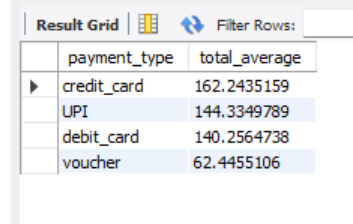 Result Grid Filter Rows:
payment_type total_average
credit_card 162.2435159
UPI 144.3349789
debit_card 140.2564738
voucher 62.4455106